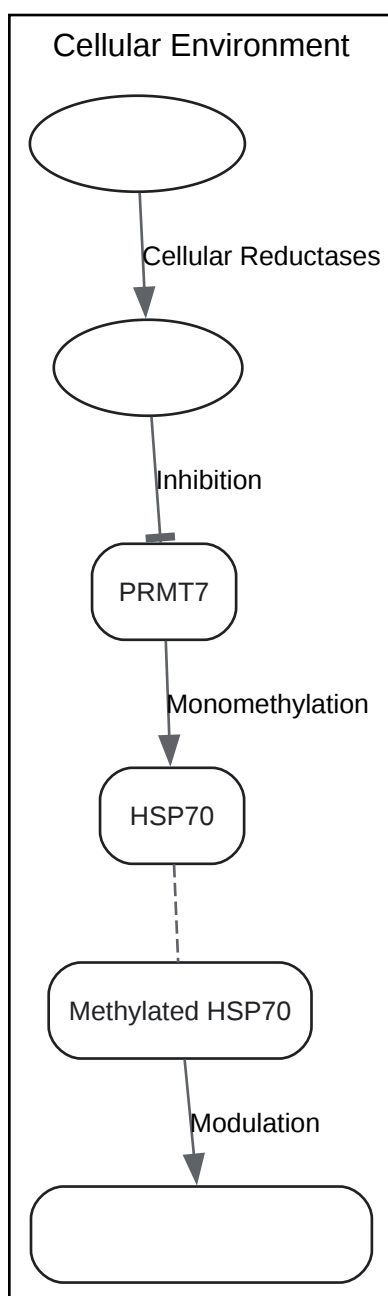 Cellular Environment
Cellular Reductases
Inhibition
PRMT7
Monomethylation
HSP70
Methylated HSP70
Modulation